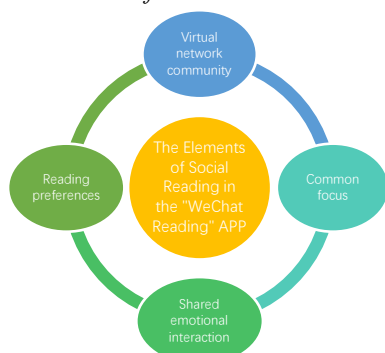 Virtual
network
community
Reading
preferences
The Elements
of Social
Reading in
the "WeChat
Reading" APP
Common
focus
Shared
emotional
interaction